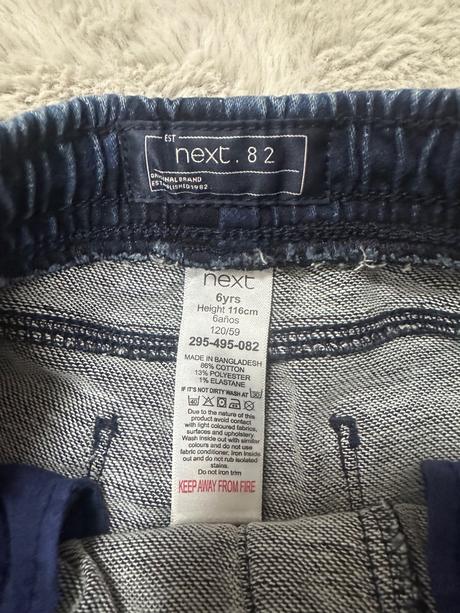 EST
next.82
ORIGINAL BRAND
ESTABLISHED 1982
next
6yrs
Height 116cm
6años
120/59
295-495-082
MADE IN BANGLADESH
86% COTTON
13% POLYESTER
1% ELASTANE
IF IT'S NOT DIRTY WASH AT 30
40
Due to the nature of this
product avoid contact
with light coloured fabrics,
surfaces and upholstery.
Wash inside out with similar
colours and do not use
fabric conditioner. Iron inside
out and do not rub isolated
stains.
Do not iron trim
KEEP AWAY FROM FIRE